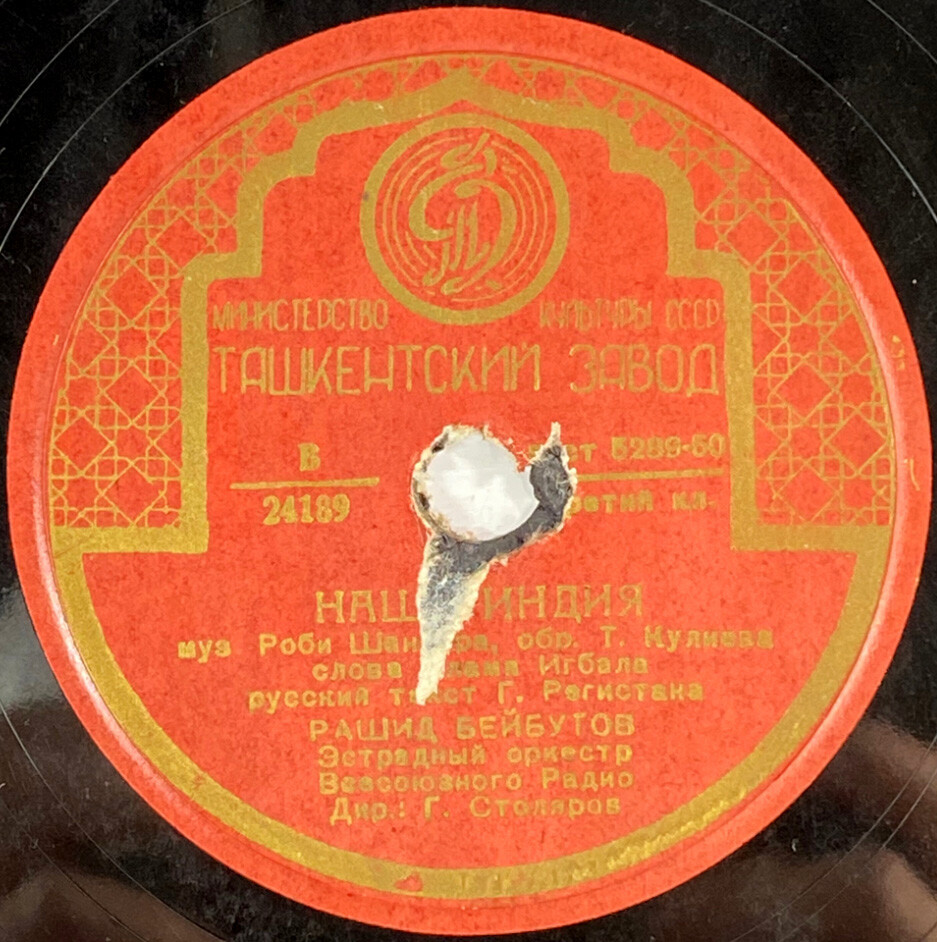 МИНИСТЕРСТВО КУЛЬТУРЫ СССР
ТАШКЕНТСКИЙ ЗАВОД
В 5289-50
24189 кл.
НАШ ИНДИЯ
муз Роби обр. Т. Кулиева
слова Игбала
русский Г. Регистана
РАШИД БЕЙБУТОВ
Эстрадный оркестр
Всесоюзного Радио
Дир.: Г. Столяров